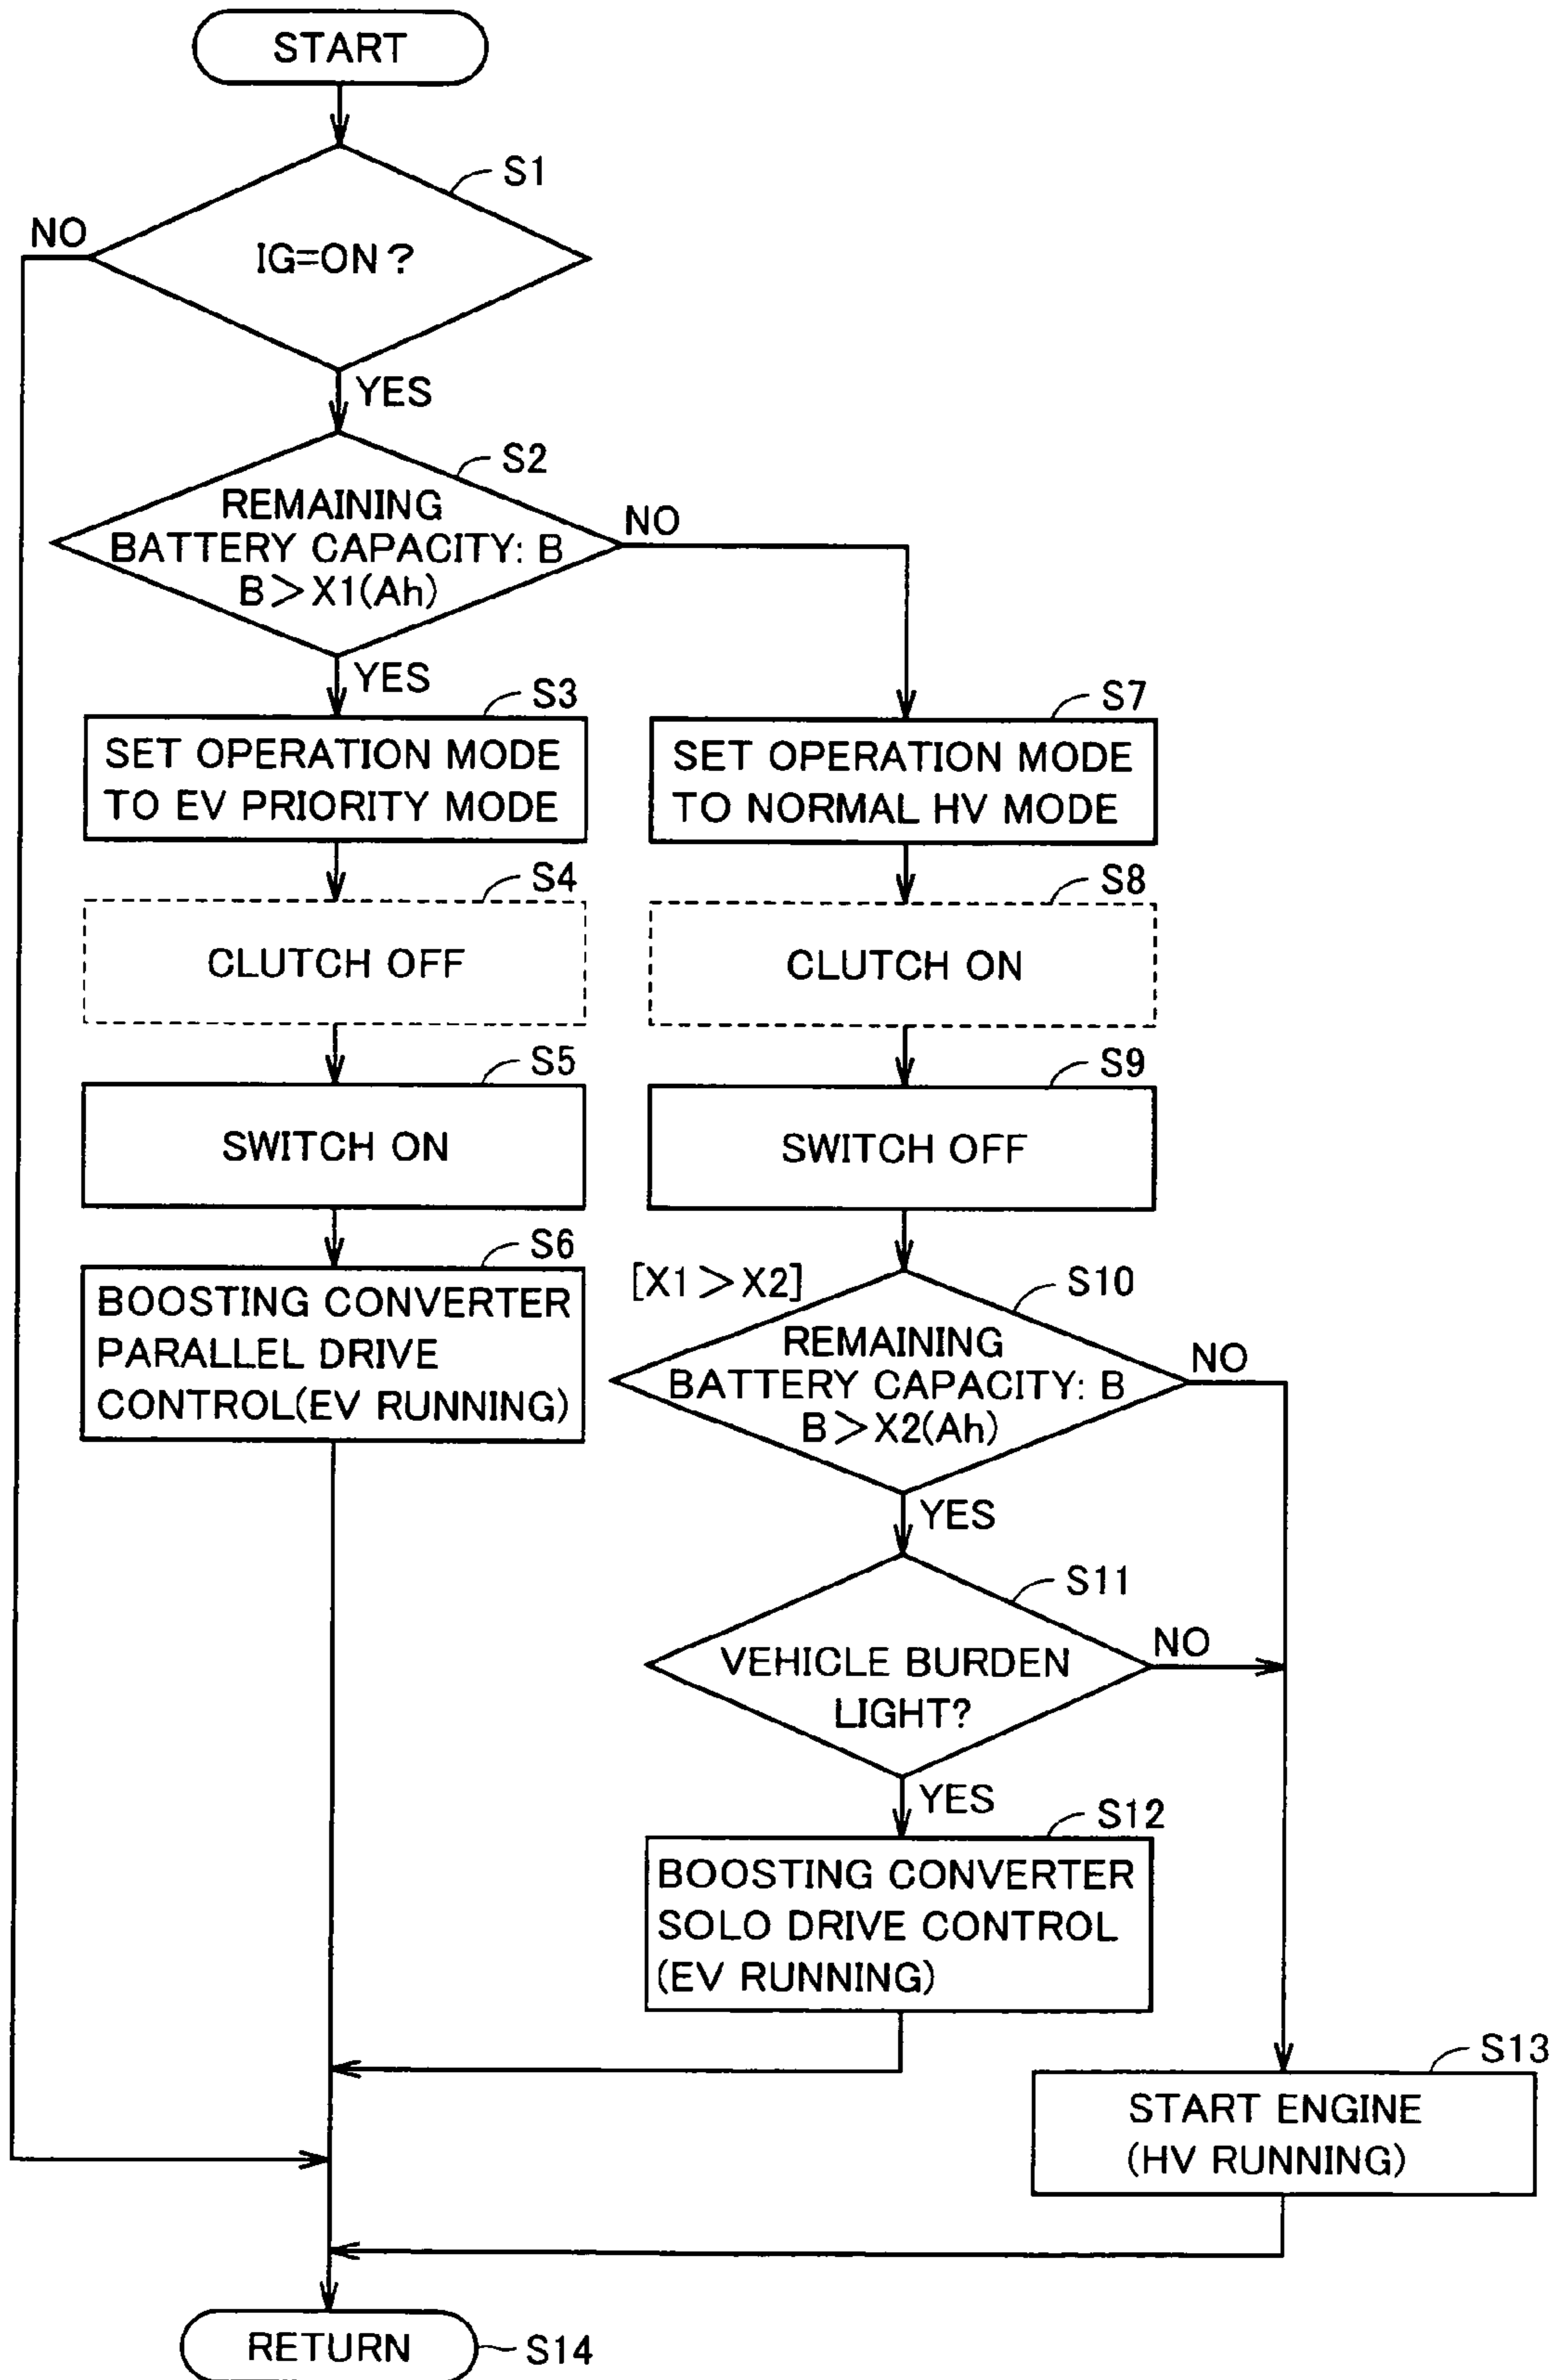 START
S1
NO
IG=ON?
YES
S2
REMAINING
BATTERY CAPACITY: B
B>X1(Ah)
NO
YES
S3
SET OPERATION MODE
TO EV PRIORITY MODE
S7
SET OPERATION MODE
TO NORMAL HV MODE
S4
CLUTCH OFF
S8
CLUTCH ON
S5
SWITCH ON
S9
SWITCH OFF
S6
BOOSTING CONVERTER
PARALLEL DRIVE
CONTROL(EV RUNNING)
[X1>X2]
S10
REMAINING
BATTERY CAPACITY: B
B>X2(Ah)
NO
YES
S11
VEHICLE BURDEN
LIGHT?
NO
YES
S12
BOOSTING CONVERTER
SOLO DRIVE CONTROL
(EV RUNNING)
S13
START ENGINE
(HV RUNNING)
RETURN
S14